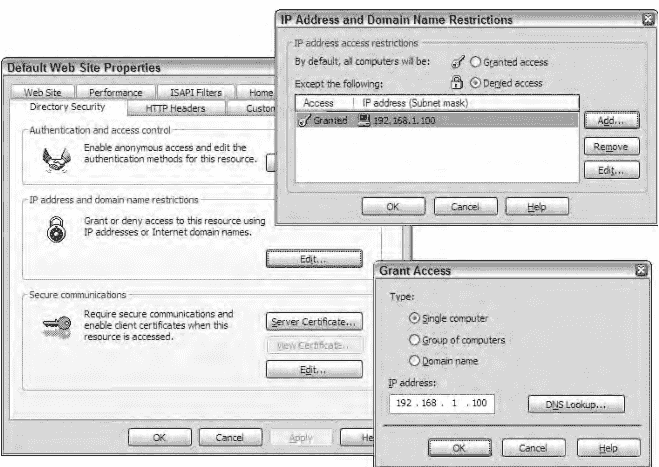 IP Address and Domain Name Restrictions
IP address access restrictions
By default, all computers will be:
Granted access
Denied access
Except the following:
Access
IP address (Subnet mask)
Granted
192.168.1.100
Add...
Remove
Edit...
OK
Cancel
Help
Default Web Site Properties
Web Site
Performance
ISAPI Filters
Home
Directory Security
HTTP Headers
Custom
Authentication and access control
Enable anonymous access and edit the
authentication methods for this resource.
IP address and domain name restrictions
Grant or deny access to this resource using
IP addresses or Internet domain names.
Edit...
Secure communications
Require secure communications and
enable client certificates when this
resource is accessed.
Server Certificate...
View Certificate...
Edit...
OK
Cancel
Apply
He
Grant Access
Type:
Single computer
Group of computers
Domain name
IP address:
192 . 168 . 1 . 100
DNS Lookup...
OK
Cancel
Help